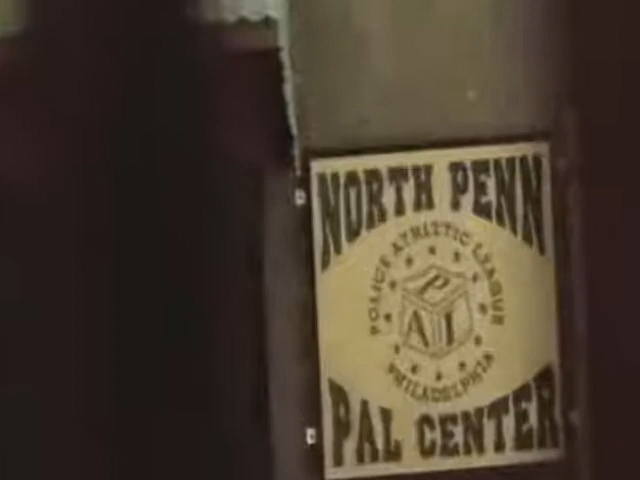 NORTH PENN
POLICE ATHLETIC LEAGUE
P
A L
PHILADELPHIA
PAL CENTER